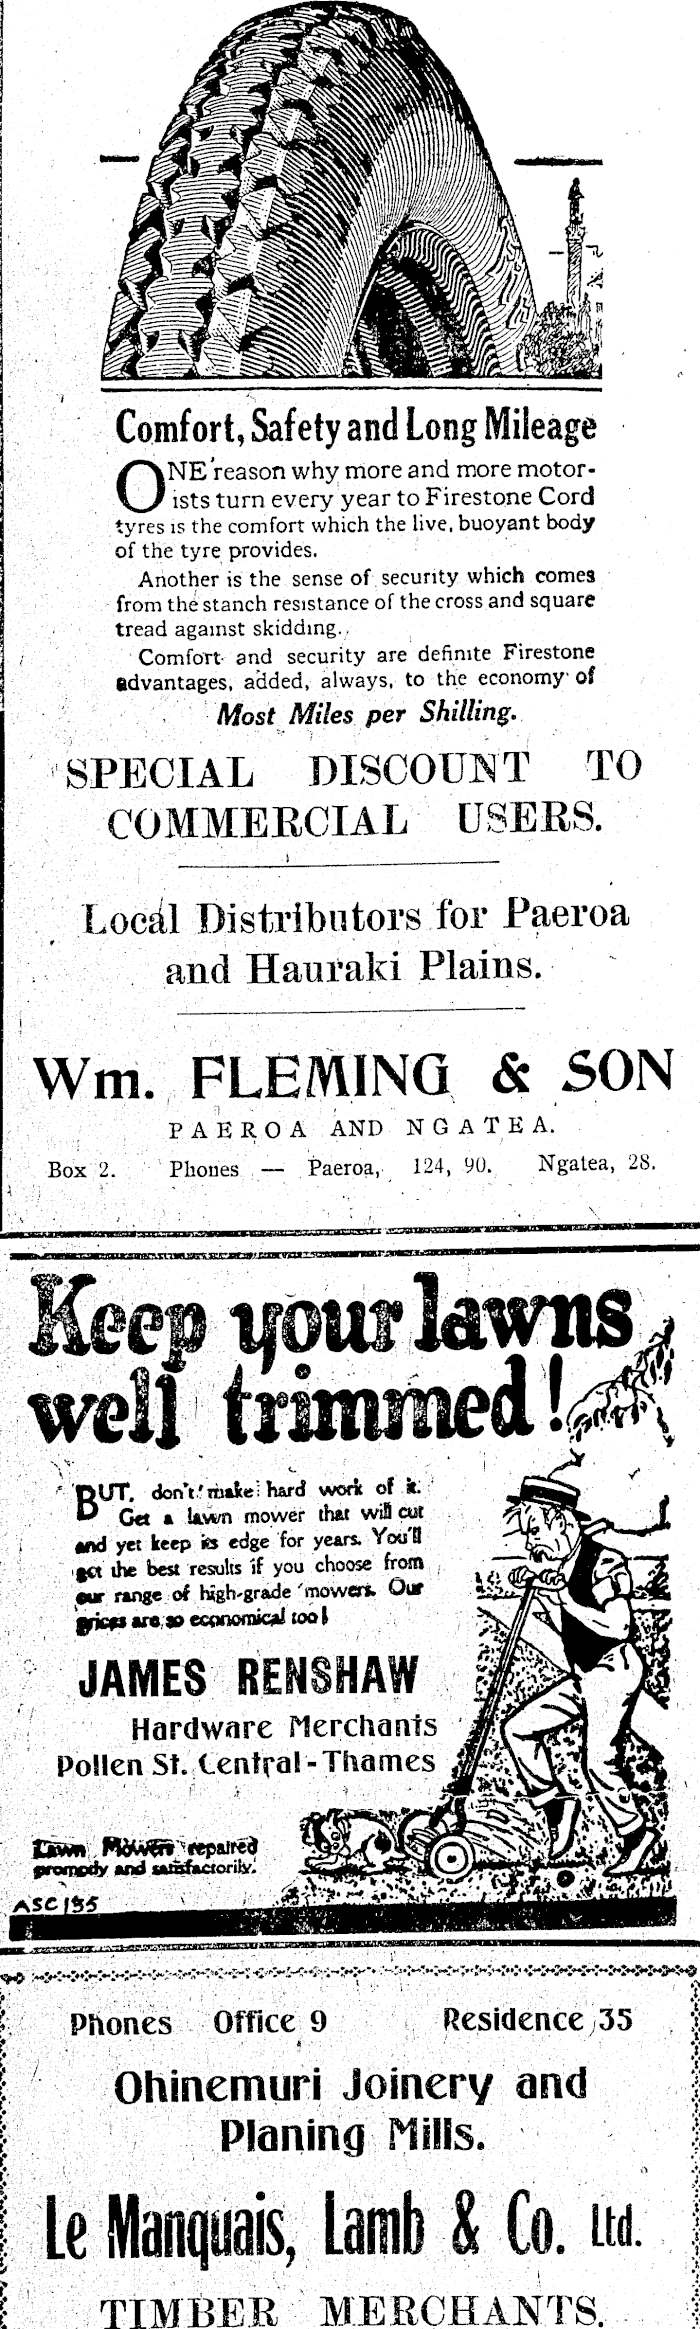 Comfort, Safety and Long Mileage
ONE reason why more and more motor-
ists turn every year to Firestone Cord
tyres is the comfort which the live, buoyant body
of the tyre provides.
Another is the sense of security which comes
from the stanch resistance of the cross and square
tread against skidding.
Comfort and security are definite Firestone
advantages, added, always, to the economy of
Most Miles per Shilling.
SPECIAL DISCOUNT TO
COMMERCIAL USERS.
Local Distributors for Paeroa
and Hauraki Plains.
Wm. FLEMING & SON
PAEROA AND NGATEA.
Box 2. Phones — Paeroa, 124, 90. Ngatea, 28.
Keep your lawns
well trimmed!
BUT, don't make hard work of it.
Get a lawn mower that will cut
and yet keep its edge for years. You'll
get the best results if you choose from
our range of high-grade mowers. Our
prices are so economical too!
JAMES RENSHAW
Hardware Merchants
Pollen St. Central-Thames
Lawn Mowers repaired
promptly and satisfactorily.
ASC 135
Phones Office 9 Residence 35
Ohinemuri Joinery and
Planing Mills.
Le Manquais, Lamb & Co. Ltd.
TIMBER MERCHANTS.